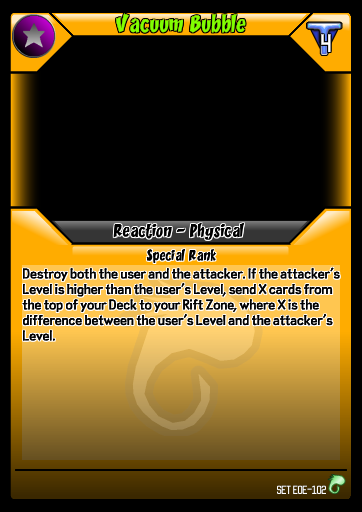 Vacuum Bubble
4
Reaction - Physical
Special Rank
Destroy both the user and the attacker. If the attacker's
Level is higher than the user's Level, send X cards from
the top of your Deck to your Rift Zone, where X is the
difference between the user's Level and the attacker's
Level.
SET EOE-102